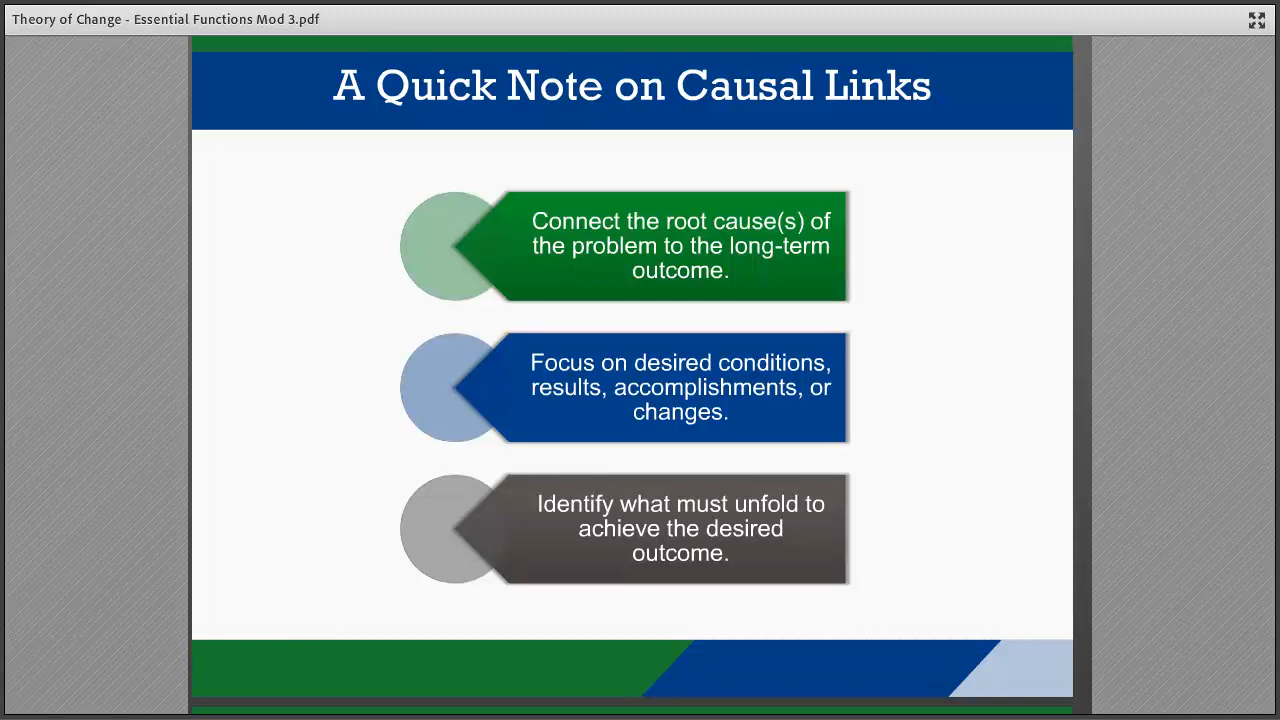 Theory of Change - Essential Functions Mod 3.pdf
A Quick Note on Causal Links
Connect the root cause(s) of
the problem to the long-term
outcome.
Focus on desired conditions,
results, accomplishments, or
changes.
Identify what must unfold to
achieve the desired
outcome.